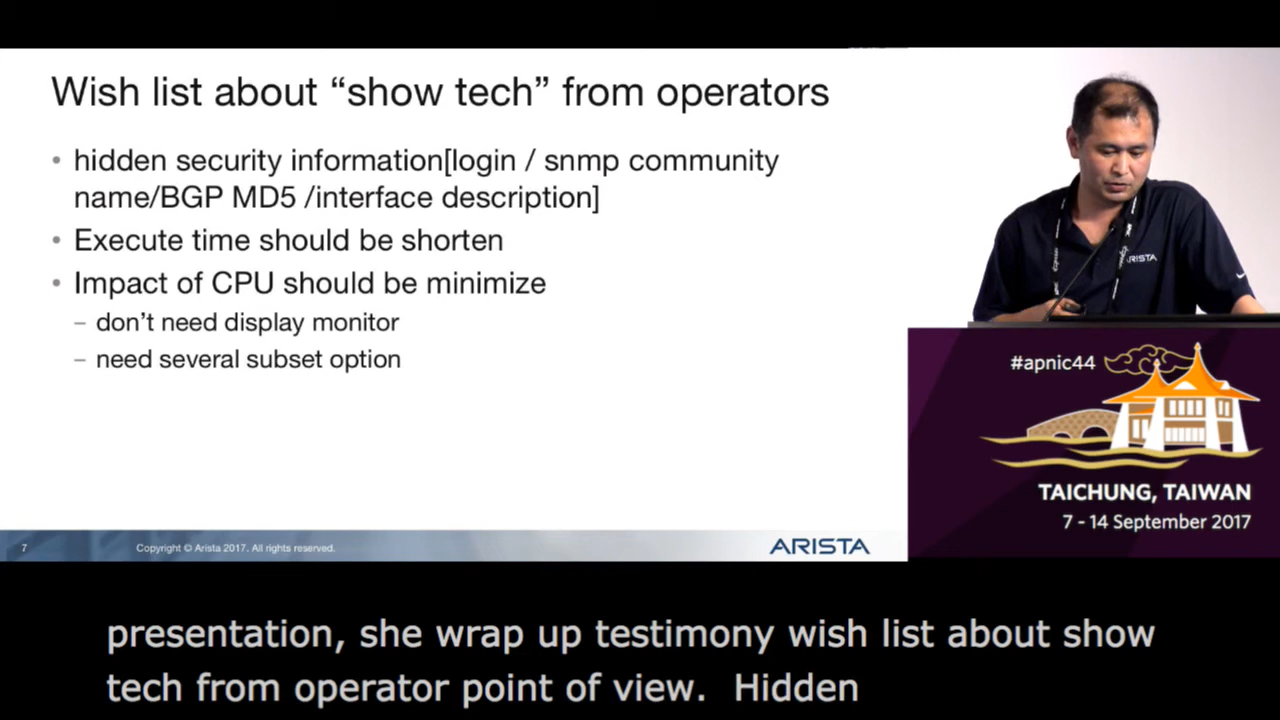 Wish list about “show tech” from operators
• hidden security information[login / snmp community
name/BGP MD5 /interface description]
• Execute time should be shorten
• Impact of CPU should be minimize
– don’t need display monitor
– need several subset option
7
Copyright © Arista 2017. All rights reserved.
ARISTA
ARISTA
#apnic44
TAICHUNG, TAIWAN
7 - 14 September 2017
presentation, she wrap up testimony wish list about show
tech from operator point of view. Hidden